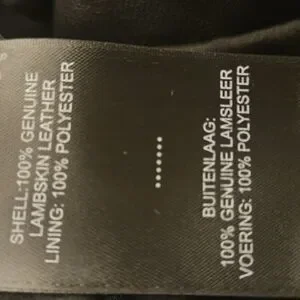 SHELL:100% GENUINE
LAMBSKIN LEATHER
LINING: 100% POLYESTER
.......
BUITENLAAG:
100% GENUINE LAMSLEER
VOERING: 100% POLYESTER